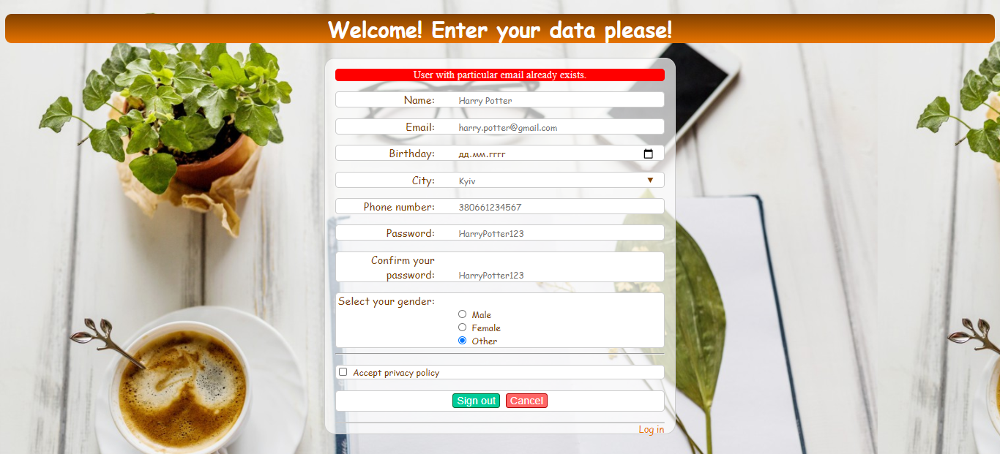 Welcome! Enter your data please!
User with particular email already exists.
Name: Harry Potter
Email: harry.potter@gmail.com
Birthday: дд.мм.гггг
City: Kyiv
Phone number: 380661234567
Password: HarryPotter123
Confirm your
password: HarryPotter123
Select your gender:
Male
Female
Other
Accept privacy policy
Sign out Cancel
Log in